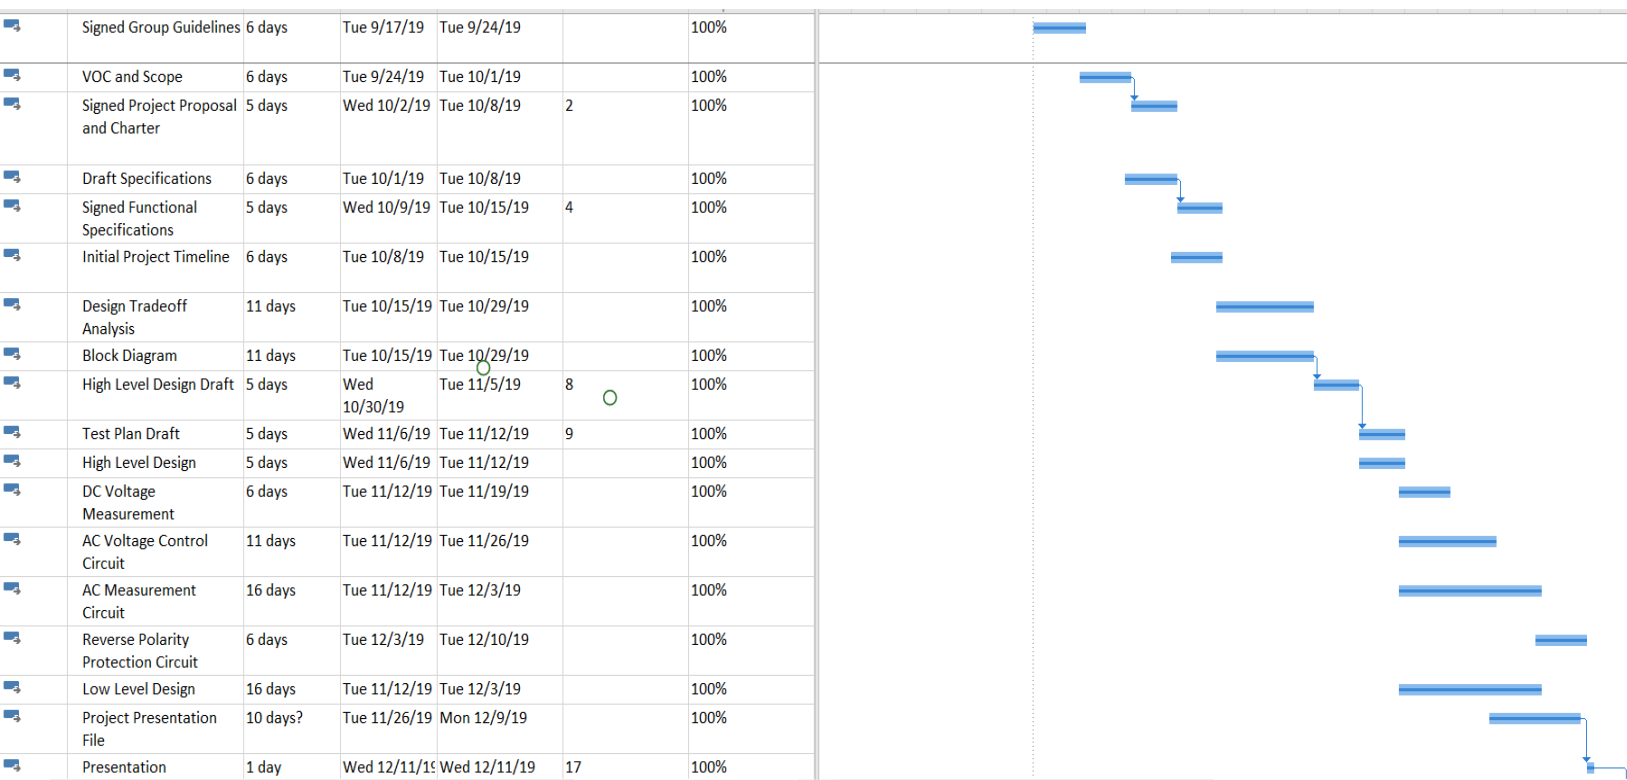 Signed Group Guidelines 6 days Tue 9/17/19 Tue 9/24/19 100%
VOC and Scope 6 days Tue 9/24/19 Tue 10/1/19 100%
Signed Project Proposal 5 days Wed 10/2/19 Tue 10/8/19 2 100%
and Charter
Draft Specifications 6 days Tue 10/1/19 Tue 10/8/19 100%
Signed Functional 5 days Wed 10/9/19 Tue 10/15/19 4 100%
Specifications
Initial Project Timeline 6 days Tue 10/8/19 Tue 10/15/19 100%
Design Tradeoff 11 days Tue 10/15/19 Tue 10/29/19 100%
Analysis
Block Diagram 11 days Tue 10/15/19 Tue 10/29/19 100%
High Level Design Draft 5 days Wed Tue 11/5/19 8 100%
10/30/19
Test Plan Draft 5 days Wed 11/6/19 Tue 11/12/19 9 100%
High Level Design 5 days Wed 11/6/19 Tue 11/12/19 100%
DC Voltage 6 days Tue 11/12/19 Tue 11/19/19 100%
Measurement
AC Voltage Control 11 days Tue 11/12/19 Tue 11/26/19 100%
Circuit
AC Measurement 16 days Tue 11/12/19 Tue 12/3/19 100%
Circuit
Reverse Polarity 6 days Tue 12/3/19 Tue 12/10/19 100%
Protection Circuit
Low Level Design 16 days Tue 11/12/19 Tue 12/3/19 100%
Project Presentation 10 days? Tue 11/26/19 Mon 12/9/19 100%
File
Presentation 1 day Wed 12/11/19 Wed 12/11/19 17 100%